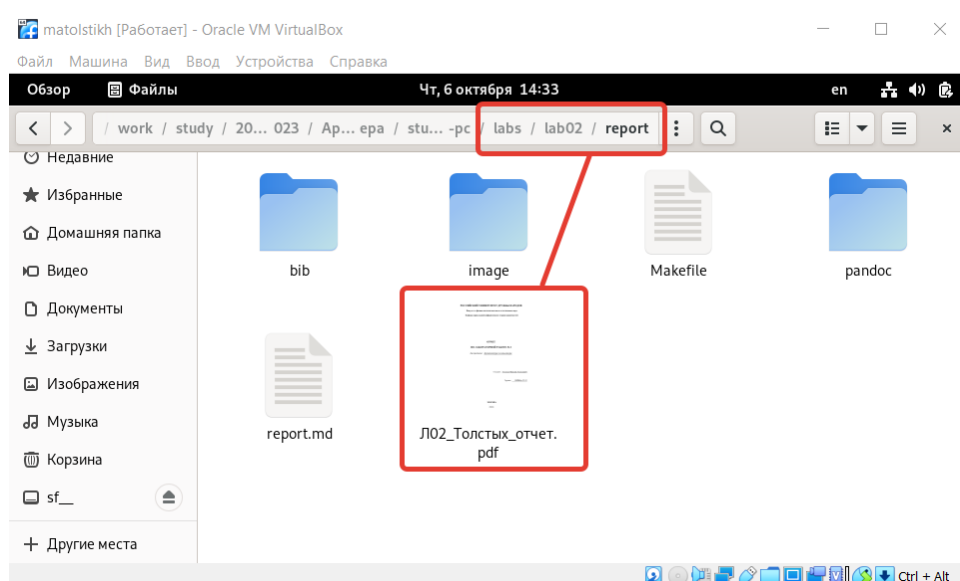 matolstikh [Работает] - Oracle VM VirtualBox
Файл Машина Вид Ввод Устройства Справка
Обзор Файлы Чт, 6 октября 14:33 en
/ work / study / 20... 023 / Ap... epa / stu... -pc / labs / lab02 / report
Недавние
Избранные
Домашняя папка
Видео
Документы
Загрузки
Изображения
Музыка
Корзина
sf__
Другие места
bib
image
Makefile
pandoc
report.md
Л02_Толстых_отчет.
pdf
Ctrl + Alt